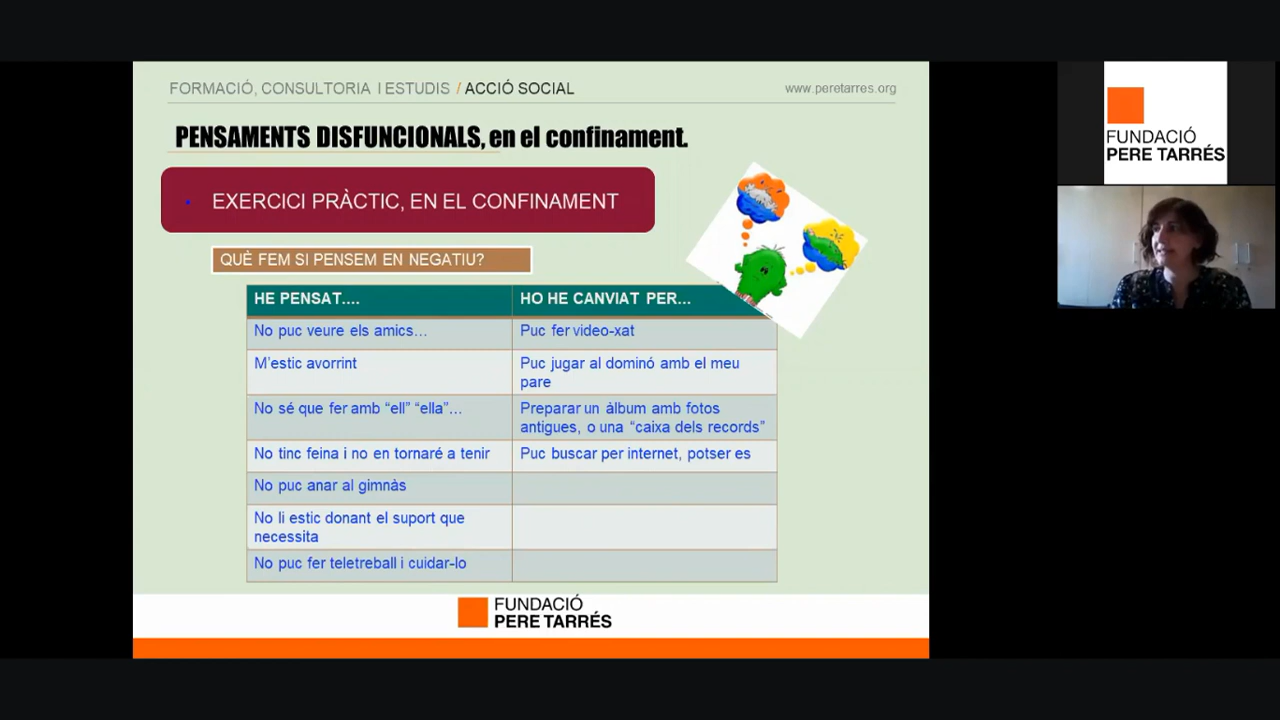 FORMACIÓ, CONSULTORIA I ESTUDIS / ACCIÓ SOCIAL
www.peretarres.org
PENSAMENTS DISFUNCIONALS, en el confinament.
• EXERCICI PRÀCTIC, EN EL CONFINAMENT
QUÈ FEM SI PENSEM EN NEGATIU?
HE PENSAT....
HO HE CANVIAT PER...
No puc veure els amics…
Puc fer video-xat
M'estic avorrint
Puc jugar al dominó amb el meu
pare
No sé que fer amb “ell” “ella”…
Preparar un àlbum amb fotos
antigues, o una “caixa dels records”
No tinc feina i no en tornaré a tenir
Puc buscar per internet, potser es
No puc anar al gimnàs
No li estic donant el suport que
necessita
No puc fer teletreball i cuidar-lo
FUNDACIÓ
PERE TARRÉS
FUNDACIÓ
PERE TARRÉS